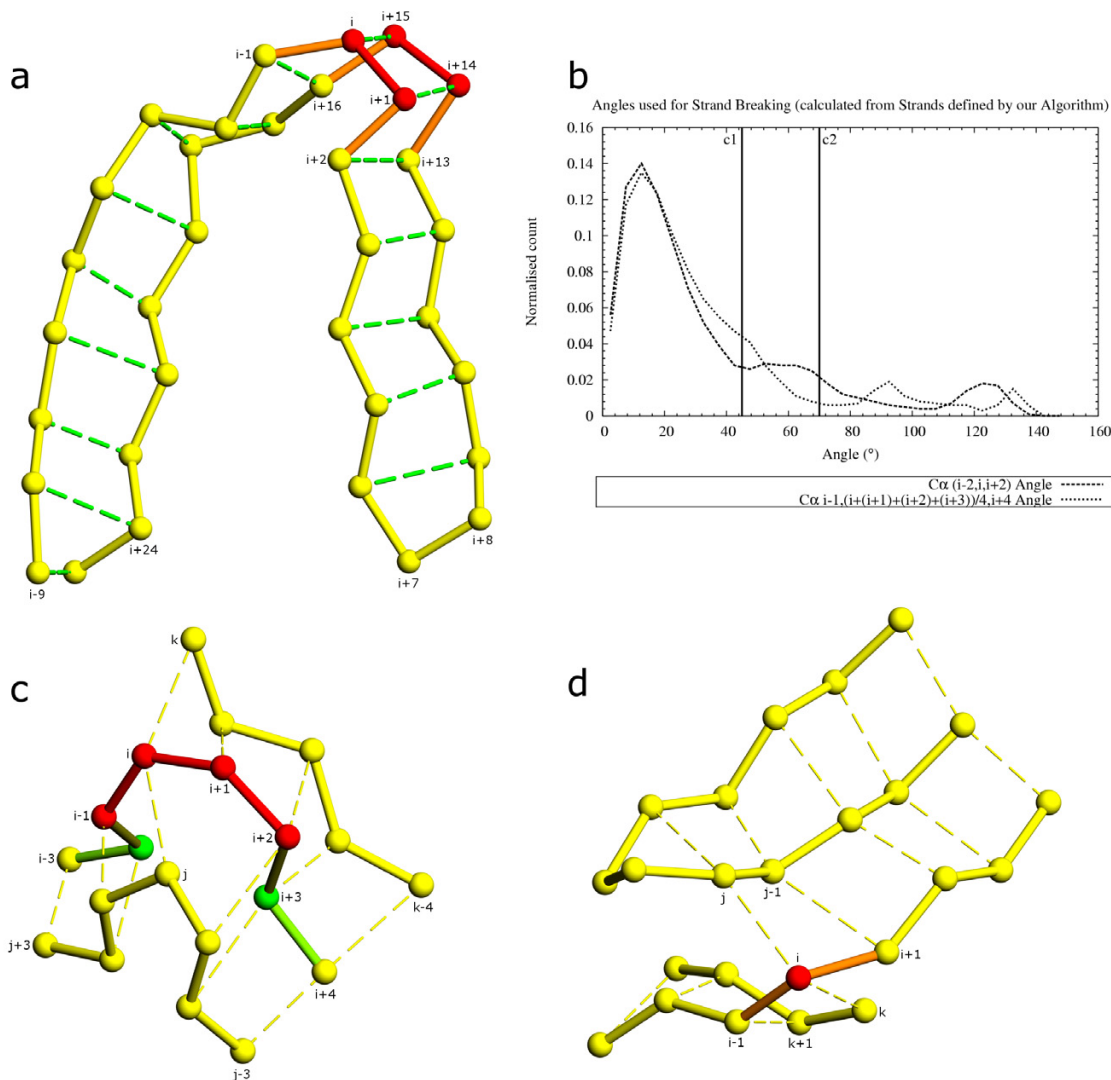 a
i-1
i
i+15
i+14
i+1
i+16
i+2
i+13
i+24
i-9
i+8
i+7
b
Angles used for Strand Breaking (calculated from Strands defined by our Algorithm)
c1
c2
0.16
0.14
0.12
0.1
0.08
0.06
0.04
0.02
0
Normalised count
0 20 40 60 80 100 120 140 160
Angle (°)
Cα (i-2,i,i+2) Angle
Cα i-1,(i+(i+1)+(i+2)+(i+3))/4,i+4 Angle
c
k
i
i+1
i-1
i+2
i-3
j
i+3
k-4
j+3
i+4
j-3
d
j
j-1
i
i+1
k
i-1
k+1